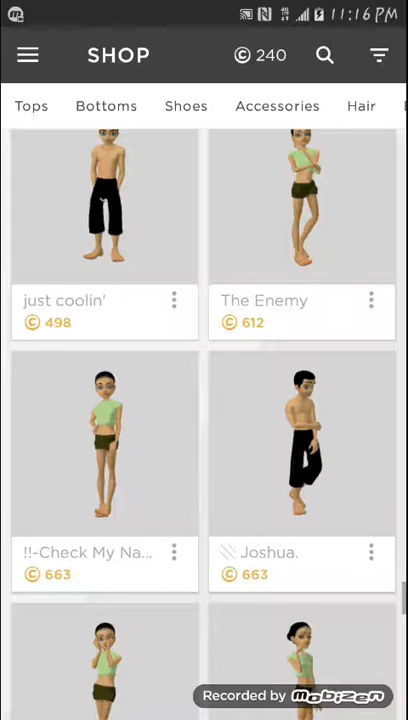 11:16 PM
SHOP
© 240
Tops Bottoms Shoes Accessories Hair
just coolin'
© 498
The Enemy
© 612
!!-Check My Na...
© 663
Joshua.
© 663
Recorded by mobizen